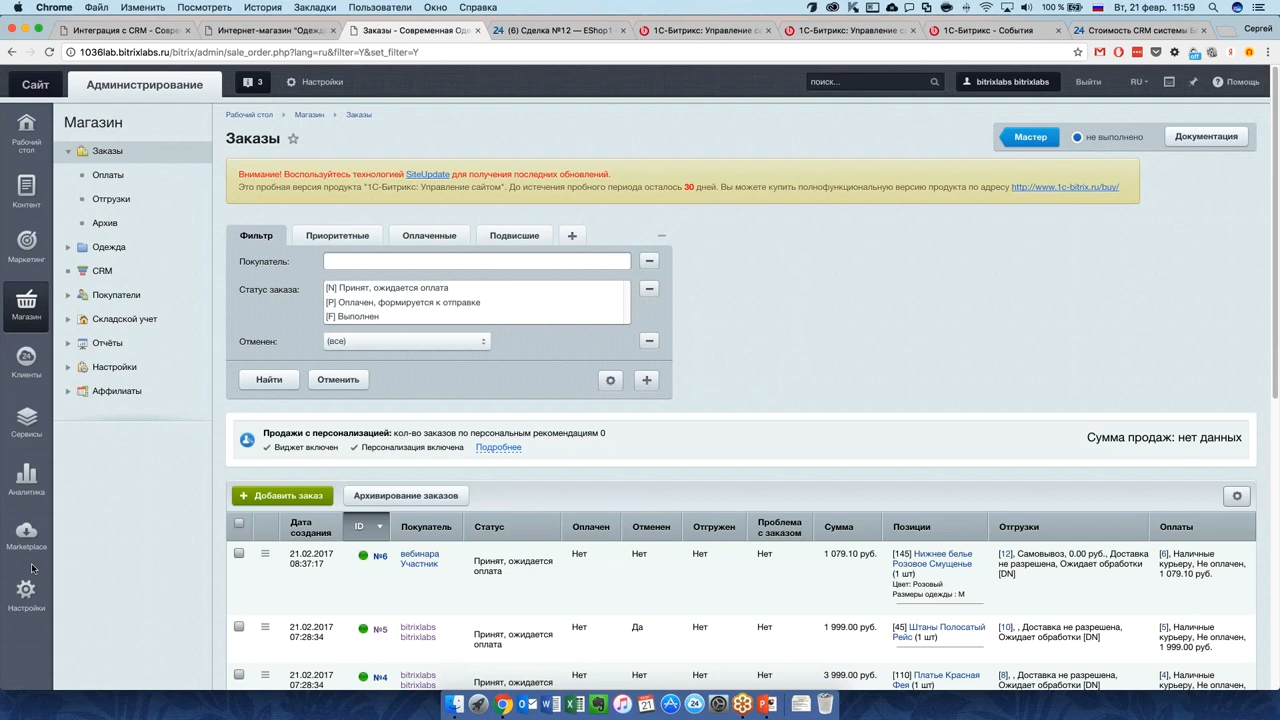 Chrome Файл Изменить Посмотреть История Закладки Пользователи Окно Справка 100 % Вт, 21 февр. 11:59
Интеграция с CRM - Соврем Интернет-магазин "Одежд Заказы - Современная Оде 24 (6) Сделка №12 — EShop1 1С-Битрикс: Управление са 1С-Битрикс: Управление са 1С-Битрикс - События 24 Стоимость CRM системы Б Сергей
1036lab.bitrixlabs.ru/bitrix/admin/sale_order.php?lang=ru&filter=Y&set_filter=Y
Сайт Администрирование 3 Настройки поиск... bitrixlabs bitrixlabs Выйти RU Помощь
Рабочий стол
Контент
Маркетинг
Магазин
24
Клиенты
Сервисы
Аналитика
Marketplace
Настройки
Магазин
Заказы
Оплаты
Отгрузки
Архив
Одежда
CRM
Покупатели
Складской учет
Отчёты
Настройки
Аффилиаты
Рабочий стол Магазин Заказы
Заказы
Мастер не выполнено Документация
Внимание! Воспользуйтесь технологией SiteUpdate для получения последних обновлений.
Это пробная версия продукта "1С-Битрикс: Управление сайтом". До истечения пробного периода осталось 30 дней. Вы можете купить полнофункциональную версию продукта по адресу http://www.1c-bitrix.ru/buy/
Фильтр Приоритетные Оплаченные Подвисшие
Покупатель:
Статус заказа: [N] Принят, ожидается оплата
[P] Оплачен, формируется к отправке
[F] Выполнен
Отменен: (все)
Найти Отменить
Продажи с персонализацией: кол-во заказов по персональным рекомендациям 0
Виджет включен Персонализация включена Подробнее
Сумма продаж: нет данных
Добавить заказ Архивирование заказов
Дата создания ID Покупатель Статус Оплачен Отменен Отгружен Проблема с заказом Сумма Позиции Отгрузки Оплаты
21.02.2017 08:37:17 №6 вебинара Участник Принят, ожидается оплата Нет Нет Нет Нет 1 079.10 руб. [145] Нижнее белье Розовое Смущенье (1 шт) Цвет: Розовый Размеры одежды : M [12], Самовывоз, 0.00 руб., Доставка не разрешена, Ожидает обработки [DN] [6], Наличные курьеру, Не оплачен, 1 079.10 руб.
21.02.2017 07:28:34 №5 bitrixlabs bitrixlabs Принят, ожидается оплата Нет Да Нет Нет 1 999.00 руб. [45] Штаны Полосатый Рейс (1 шт) [10], , Доставка не разрешена, Ожидает обработки [DN] [5], Наличные курьеру, Не оплачен, 1 999.00 руб.
21.02.2017 07:28:34 №4 bitrixlabs bitrixlabs Принят, ожидается Нет Нет Нет Нет 3 999.00 руб. [110] Платье Красная Фея (1 шт) [8], , Доставка не разрешена, Ожидает обработки [DN] [4], Наличные курьеру, Не оплачен,